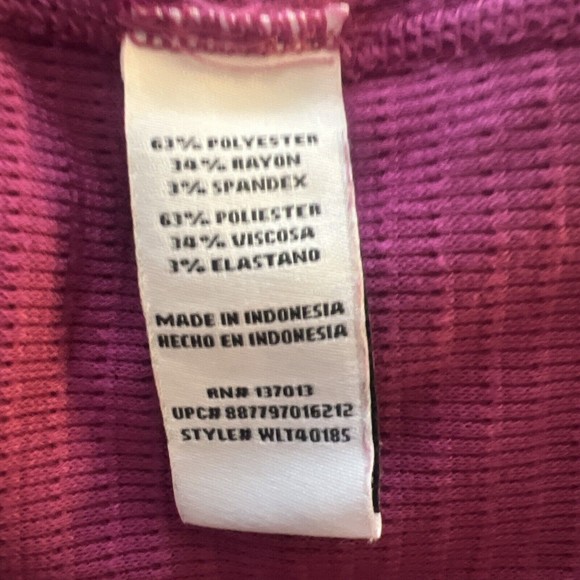 63% POLYESTER
34% RAYON
3% SPANDEX
63% POLIESTER
34% VISCOSA
3% ELASTANO
MADE IN INDONESIA
HECHO EN INDONESIA
RN# 137013
UPC# 887797016212
STYLE# WLT40185